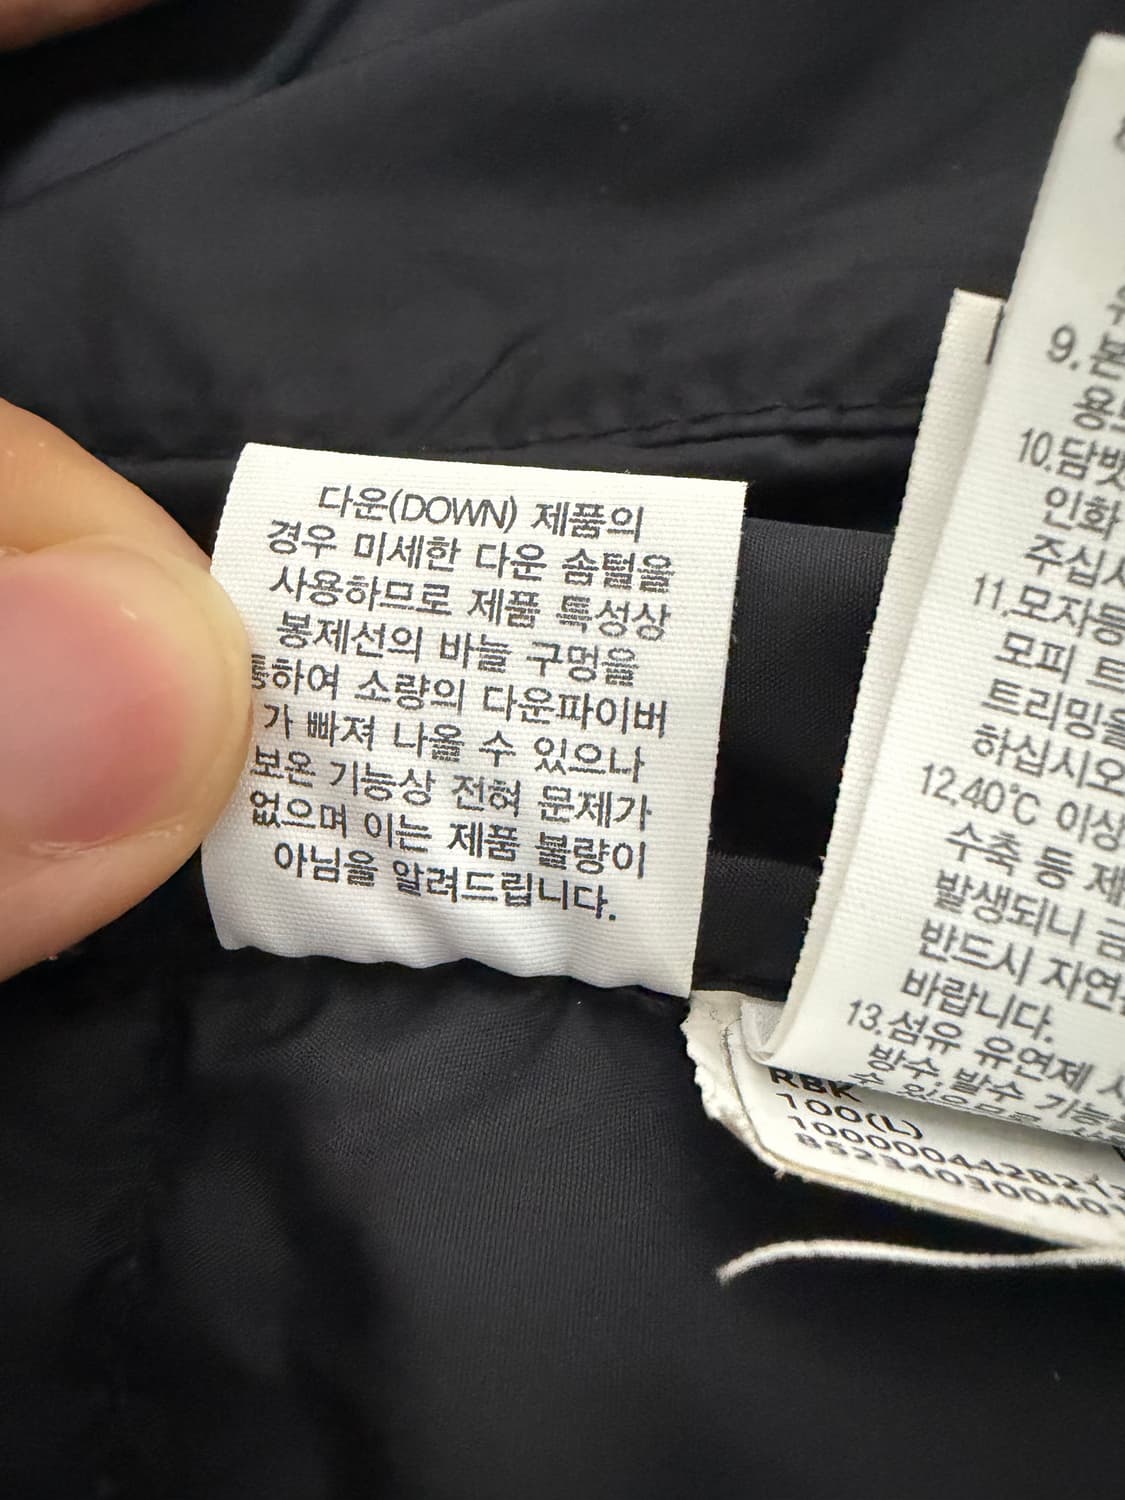 다운(DOWN) 제품의
경우 미세한 다운 솜털을
사용하므로 제품 특성상
봉제선의 바늘 구멍을
통하여 소량의 다운파이버
가 빠져 나올 수 있으나
보온 기능상 전혀 문제가
없으며 이는 제품 불량이
아님을 알려드립니다.
9.
10.담뱃
인화
주십시
11.모자등
모피 트
트리밍을
하십시오
12.40℃ 이상
수축 등 제
발생되니 금
반드시 자연
바랍니다.
13.섬유 유연제 사
방수,발수 기능
수 있으므로
RBK
100(L)